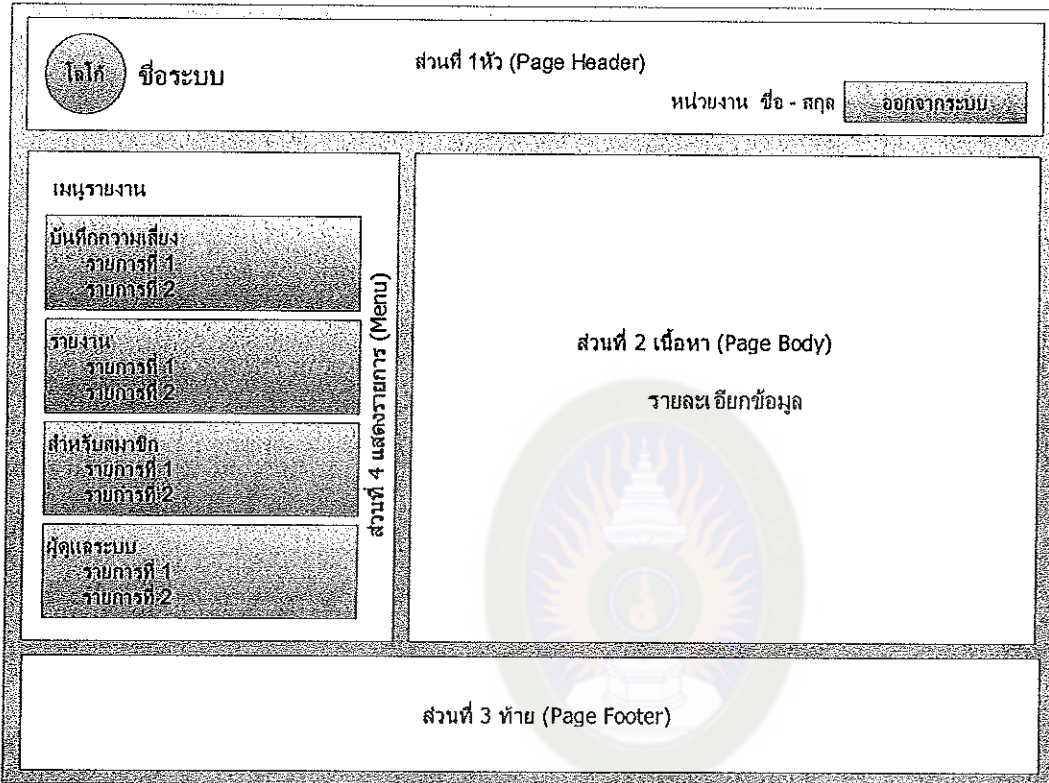 ส่วนที่ 1หัว (Page Header)
โลโก้ ชื่อระบบ
หน่วยงาน ชื่อ - สกุล ออกจากระบบ
เมนูรายงาน
บันทึกความเสี่ยง
รายการที่ 1
รายการที่ 2
รายงาน
รายการที่ 1
รายการที่ 2
สำหรับสมาชิก
รายการที่ 1
รายการที่ 2
ผู้ดูแลระบบ
รายการที่ 1
รายการที่ 2
ส่วนที่ 4 แสดงรายการ (Menu)
ส่วนที่ 2 เนื้อหา (Page Body)
รายละเอียกข้อมูล
ส่วนที่ 3 ท้าย (Page Footer)